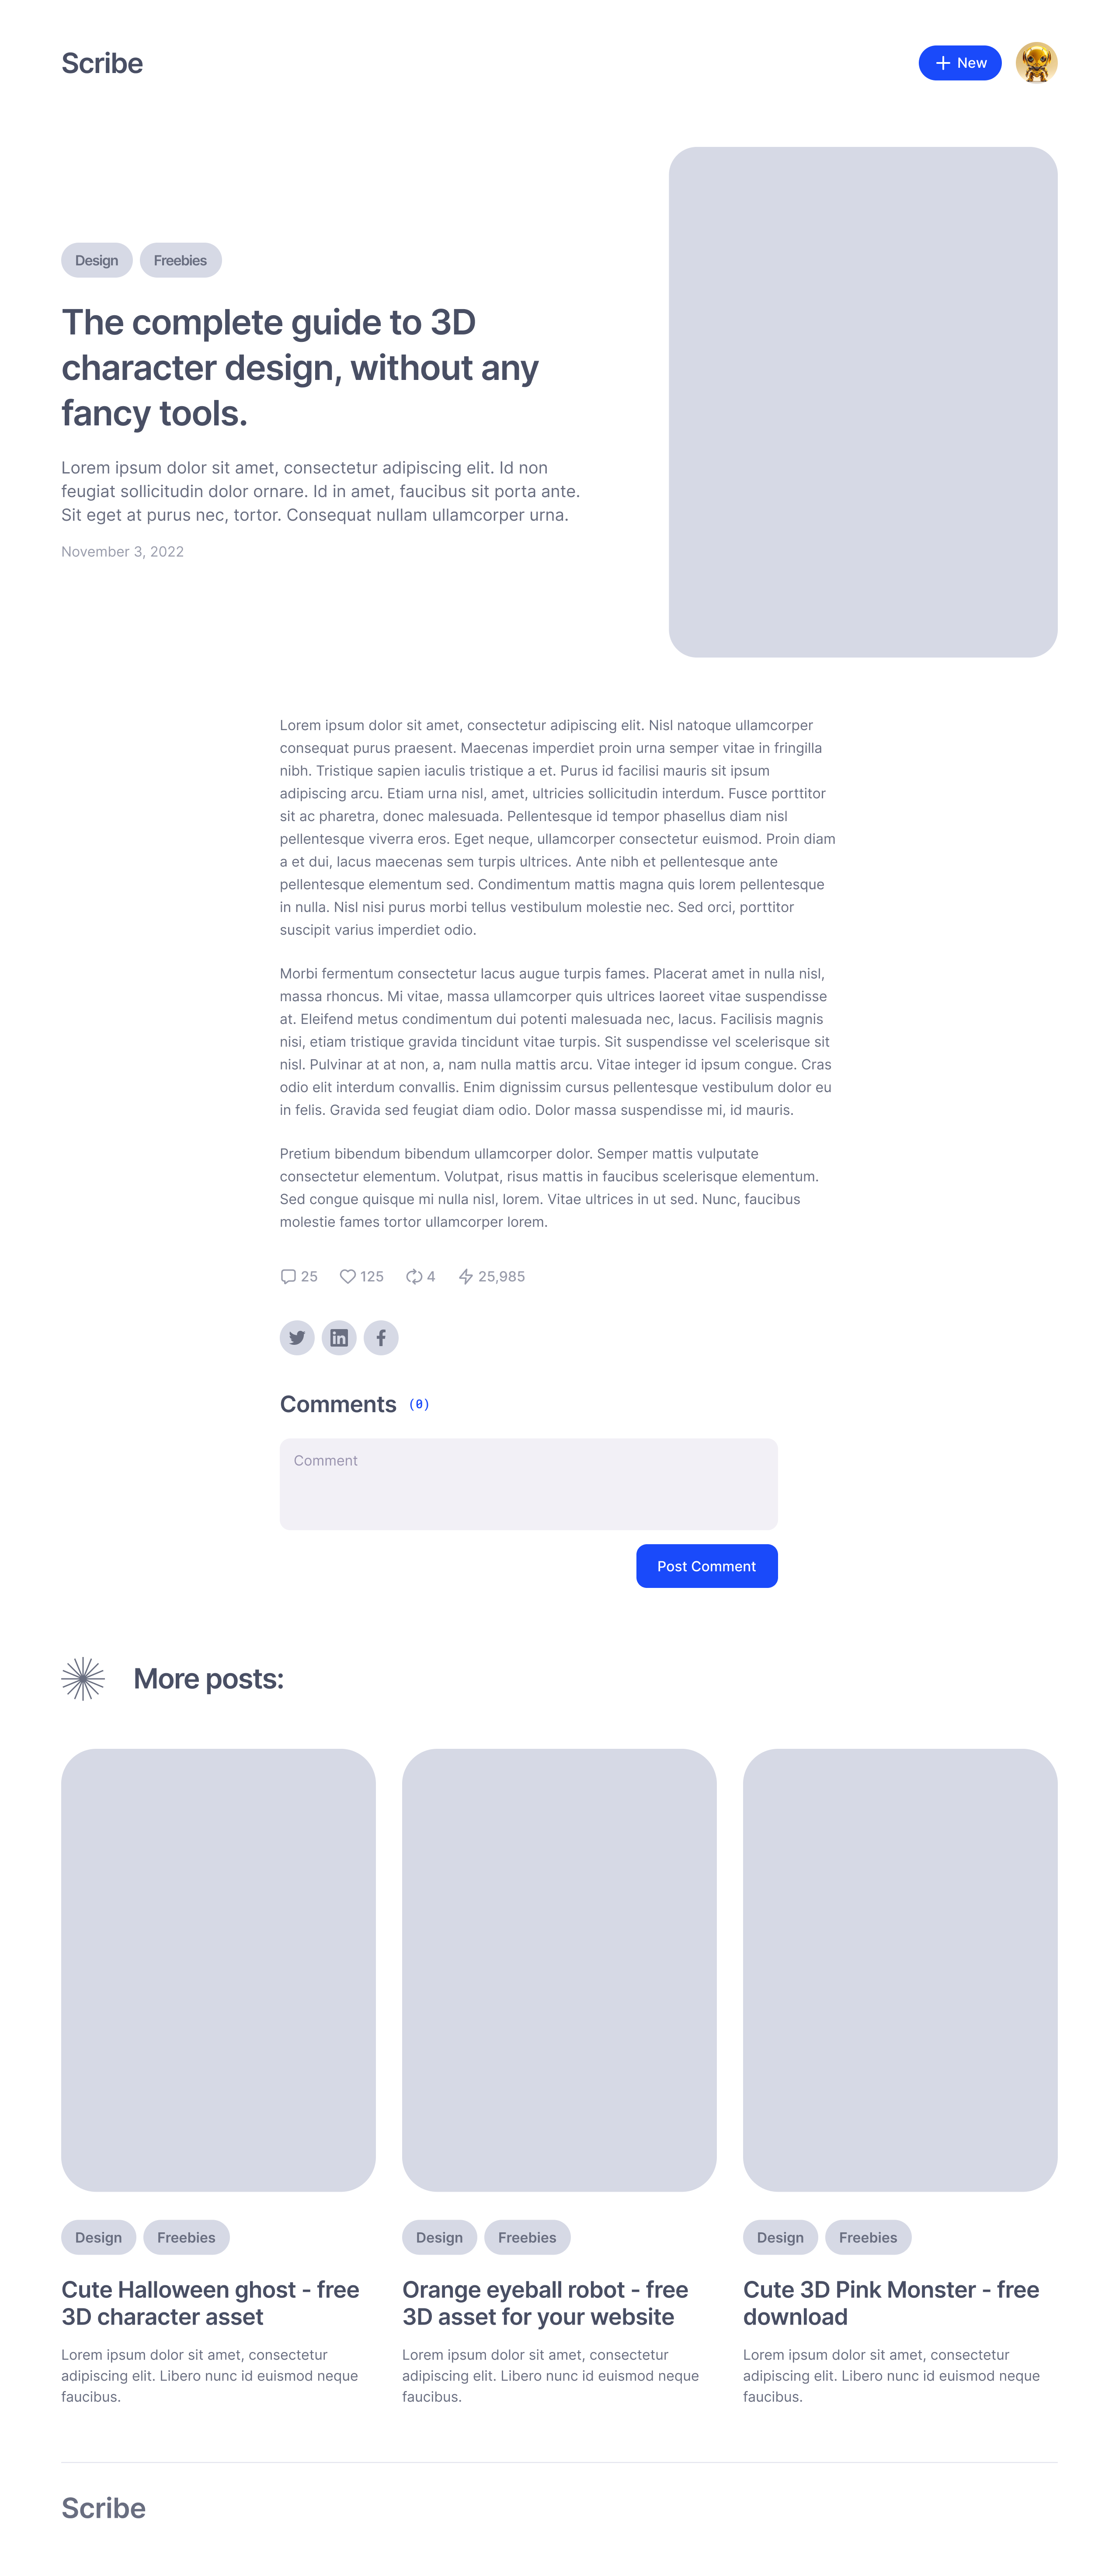 Scribe
New
Design
Freebies
The complete guide to 3D
character design, without any
fancy tools.
Lorem ipsum dolor sit amet, consectetur adipiscing elit. Id non
feugiat sollicitudin dolor ornare. Id in amet, faucibus sit porta ante.
Sit eget at purus nec, tortor. Consequat nullam ullamcorper urna.
November 3, 2022
Lorem ipsum dolor sit amet, consectetur adipiscing elit. Nisl natoque ullamcorper
consequat purus praesent. Maecenas imperdiet proin urna semper vitae in fringilla
nibh. Tristique sapien iaculis tristique a et. Purus id facilisi mauris sit ipsum
adipiscing arcu. Etiam urna nisl, amet, ultricies sollicitudin interdum. Fusce porttitor
sit ac pharetra, donec malesuada. Pellentesque id tempor phasellus diam nisl
pellentesque viverra eros. Eget neque, ullamcorper consectetur euismod. Proin diam
a et dui, lacus maecenas sem turpis ultrices. Ante nibh et pellentesque ante
pellentesque elementum sed. Condimentum mattis magna quis lorem pellentesque
in nulla. Nisl nisi purus morbi tellus vestibulum molestie nec. Sed orci, porttitor
suscipit varius imperdiet odio.
Morbi fermentum consectetur lacus augue turpis fames. Placerat amet in nulla nisl,
massa rhoncus. Mi vitae, massa ullamcorper quis ultrices laoreet vitae suspendisse
at. Eleifend metus condimentum dui potenti malesuada nec, lacus. Facilisis magnis
nisi, etiam tristique gravida tincidunt vitae turpis. Sit suspendisse vel scelerisque sit
nisl. Pulvinar at at non, a, nam nulla mattis arcu. Vitae integer id ipsum congue. Cras
odio elit interdum convallis. Enim dignissim cursus pellentesque vestibulum dolor eu
in felis. Gravida sed feugiat diam odio. Dolor massa suspendisse mi, id mauris.
Pretium bibendum bibendum ullamcorper dolor. Semper mattis vulputate
consectetur elementum. Volutpat, risus mattis in faucibus scelerisque elementum.
Sed congue quisque mi nulla nisl, lorem. Vitae ultrices in ut sed. Nunc, faucibus
molestie fames tortor ullamcorper lorem.
25 125 4 25,985
Comments (0)
Comment
Post Comment
More posts:
Design
Freebies
Cute Halloween ghost - free
3D character asset
Lorem ipsum dolor sit amet, consectetur
adipiscing elit. Libero nunc id euismod neque
faucibus.
Design
Freebies
Orange eyeball robot - free
3D asset for your website
Lorem ipsum dolor sit amet, consectetur
adipiscing elit. Libero nunc id euismod neque
faucibus.
Design
Freebies
Cute 3D Pink Monster - free
download
Lorem ipsum dolor sit amet, consectetur
adipiscing elit. Libero nunc id euismod neque
faucibus.
Scribe